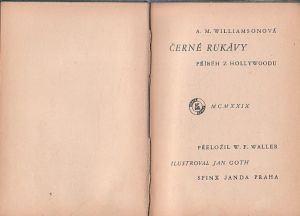 A. M. WILLIAMSONOVÁ
ČERNÉ RUKÁVY
PŘÍBĚH Z HOLLYWOODU
MCMXXIX
PŘELOŽIL W. F. WALLER
ILUSTROVAL JAN GOTH
SFINX JANDA PRAHA